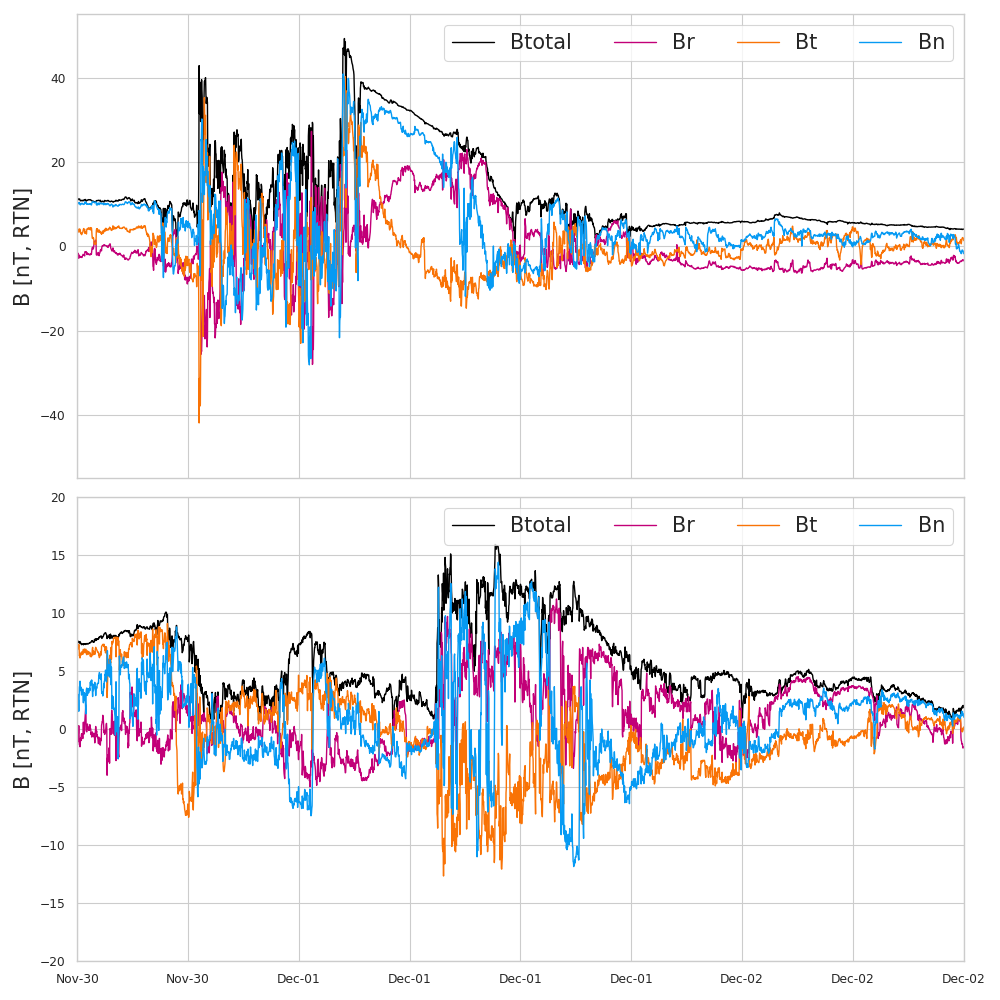 Btotal Br Bt Bn
40
20
0
−20
−40
B [nT, RTN]
Btotal Br Bt Bn
20
15
10
5
0
−5
−10
−15
−20
B [nT, RTN]
Nov-30 Nov-30 Dec-01 Dec-01 Dec-01 Dec-01 Dec-02 Dec-02 Dec-02